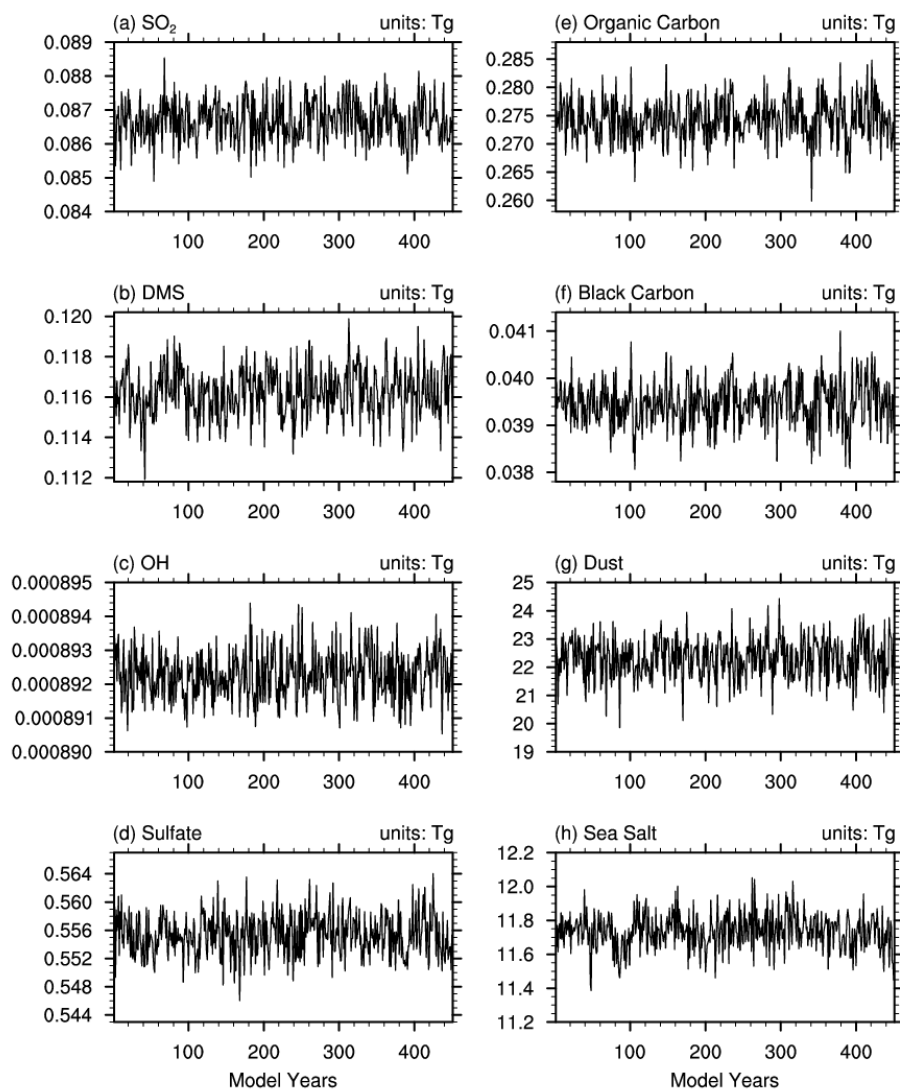 (a) SO₂ units: Tg
0.089
0.088
0.087
0.086
0.085
0.084
100 200 300 400
(e) Organic Carbon units: Tg
0.285
0.280
0.275
0.270
0.265
0.260
100 200 300 400
(b) DMS units: Tg
0.120
0.118
0.116
0.114
0.112
100 200 300 400
(f) Black Carbon units: Tg
0.041
0.040
0.039
0.038
100 200 300 400
(c) OH units: Tg
0.000895
0.000894
0.000893
0.000892
0.000891
0.000890
100 200 300 400
(g) Dust units: Tg
25
24
23
22
21
20
19
100 200 300 400
(d) Sulfate units: Tg
0.564
0.560
0.556
0.552
0.548
0.544
100 200 300 400
Model Years
(h) Sea Salt units: Tg
12.2
12.0
11.8
11.6
11.4
11.2
100 200 300 400
Model Years